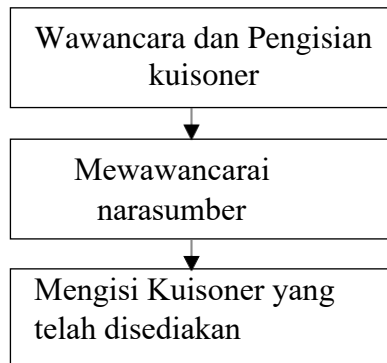 Wawancara dan Pengisian
kuisoner
Mewawancarai
narasumber
Mengisi Kuisoner yang
telah disediakan